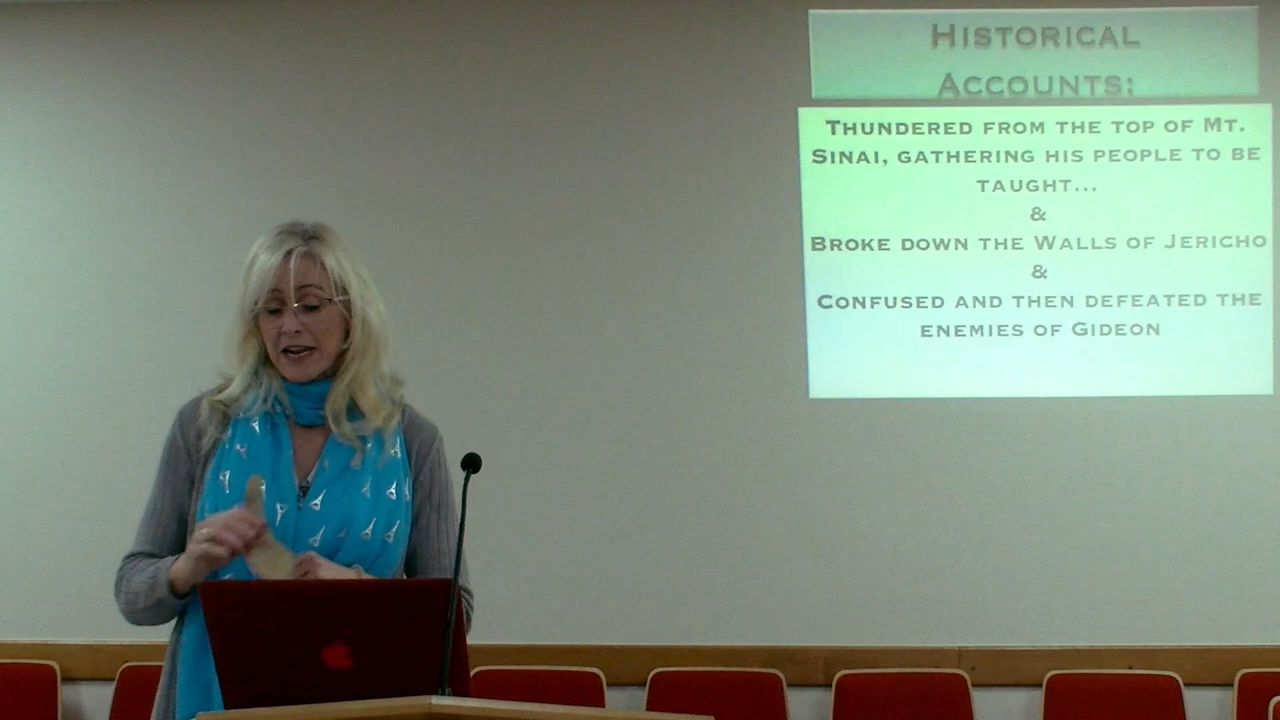 HISTORICAL
ACCOUNTS:
THUNDERED FROM THE TOP OF MT.
SINAI, GATHERING HIS PEOPLE TO BE
TAUGHT...
&
BROKE DOWN THE WALLS OF JERICHO
&
CONFUSED AND THEN DEFEATED THE
ENEMIES OF GIDEON